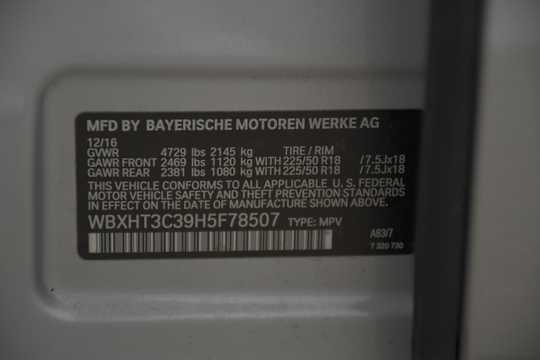 MFD BY BAYERISCHE MOTOREN WERKE AG
12/16
GVWR 4729 lbs 2145 kg TIRE / RIM
GAWR FRONT 2469 lbs 1120 kg WITH 225/50 R18 /7.5Jx18
GAWR REAR 2381 lbs 1080 kg WITH 225/50 R18 /7.5Jx18
THIS VEHICLE CONFORMS TO ALL APPLICABLE U. S. FEDERAL
MOTOR VEHICLE SAFETY AND THEFT PREVENTION STANDARDS
IN EFFECT ON THE DATE OF MANUFACTURE SHOWN ABOVE.
WBXHT3C39H5F78507 TYPE: MPV
A83/7
7 320 730